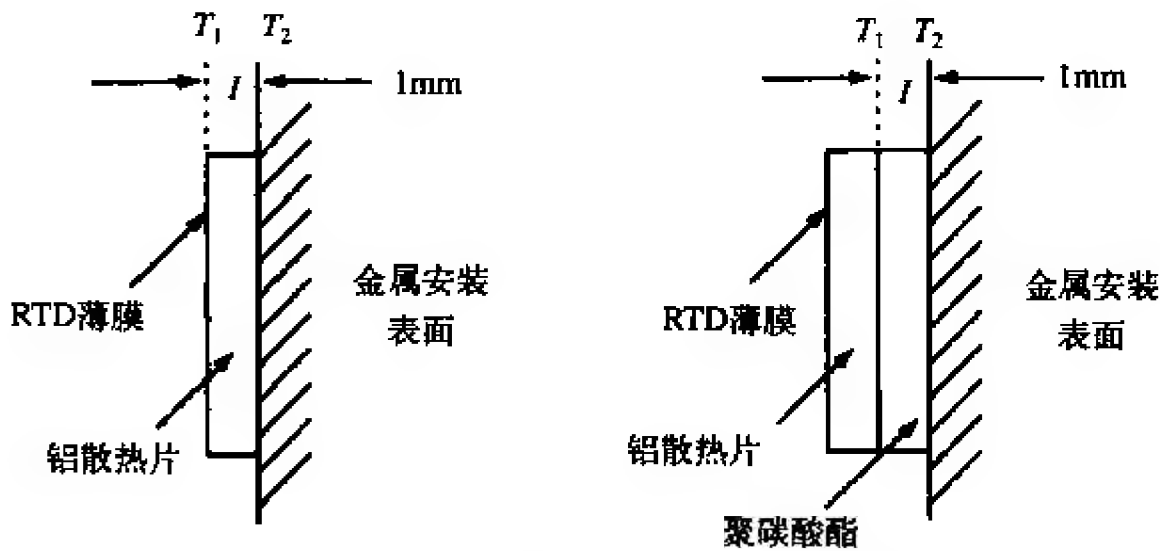 T₁ T₂
l
1mm
RTD薄膜
金属安装
表面
铝散热片
T₁ T₂
l
1mm
RTD薄膜
金属安装
表面
铝散热片
聚碳酸酯